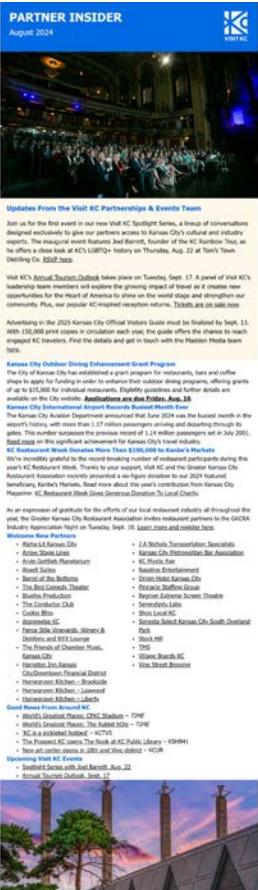 PARTNER INSIDER
August 2024
KC
VISIT KC
Updates From the Visit KC Partnerships & Events Team
Join us for the first event in our new Visit KC Spotlight Series, a lineup of conversations
designed exclusively to give our partners access to Kansas City's cultural and industry
experts. The inaugural event features Joel Barrett, founder of the KC Rainbow Tour, as
he offers a close look at KC's LGBTQ+ history on Thursday, Aug. 22 at Tom's Town
Distilling Co. RSVP here.
Visit KC's Annual Tourism Outlook takes place on Tuesday, Sept. 17. A panel of Visit KC's
leadership team members will explore the growing impact of travel as it creates new
opportunities for the Heart of America to shine on the world stage and strengthen our
community. Plus, our popular KC-inspired reception returns. Tickets are on sale now.
Advertising in the 2025 Kansas City Official Visitors Guide must be finalized by Sept. 13.
With 150,000 print copies in circulation each year, the guide offers the chance to reach
engaged KC travelers. Find the details and get in touch with the Madden Media team
here.
Kansas City Outdoor Dining Enhancement Grant Program
The City of Kansas City has established a grant program for restaurants, bars and coffee
shops to apply for funding in order to enhance their outdoor dining programs, offering grants
of up to $15,000 for individual restaurants. Eligibility guidelines and further details are
available on the City website. Applications are due Friday, Aug. 16.
Kansas City International Airport Records Busiest Month Ever
The Kansas City Aviation Department announced that June 2024 was the busiest month in the
airport's history, with more than 1.17 million passengers arriving and departing through its
gates. This number surpasses the previous record of 1.14 million passengers set in July 2001.
Read more on this significant achievement for Kansas City's travel industry.
KC Restaurant Week Donates More Than $100,000 to Kanbe's Markets
We're incredibly grateful to the record-breaking number of restaurant participants during this
year's KC Restaurant Week. Thanks to your support, Visit KC and the Greater Kansas City
Restaurant Association recently presented a six-figure donation to our 2024 featured
beneficiary, Kanbe's Markets. Read more about this year's contribution from Kansas City
Magazine: KC Restaurant Week Gives Generous Donation To Local Charity.
As an expression of gratitude for the efforts of our local restaurant industry all throughout the
year, the Greater Kansas City Restaurant Association invites restaurant partners to the GKCRA
Industry Appreciation Night on Tuesday, Sept. 10. Learn more and register here.
Welcome New Partners
Alpha-Lit Kansas City
Arrow Stage Lines
Arvin Gottlieb Planetarium
Atwell Suites
Barrel of the Bottoms
The Bird Comedy Theater
Bluefox Production
The Conductor Club
Cookie Bliss
designwise KC
Fence Stile Vineyards, Winery &
Distillery and NYX Lounge
The Friends of Chamber Music,
Kansas City
Hampton Inn Kansas
City/Downtown Financial District
Homegrown Kitchen – Brookside
Homegrown Kitchen – Leawood
Homegrown Kitchen – Liberty
J A Nichols Transportation Specialists
Kansas City Metropolitan Bar Association
KC Mystic Fair
Naseline Entertainment
Origin Hotel Kansas City
Pinnacle Staffing Group
Regnier Extreme Screen Theatre
Serendipity Labs
Shop Local KC
Sonesta Select Kansas City South Overland
Park
Stock Hill
TMS
Village Boards KC
Vine Street Brewing
Good News From Around KC
World's Greatest Places: CPKC Stadium – TIME
World's Greatest Places: The Rabbit hOle – TIME
'KC is a pickleball hotbed' – KCTV5
The Prospect KC opens The Nook at KC Public Library – KSHB41
New art center opens in 18th and Vine district – KCUR
Upcoming Visit KC Events
Spotlight Series with Joel Barrett, Aug. 22
Annual Tourism Outlook, Sept. 17